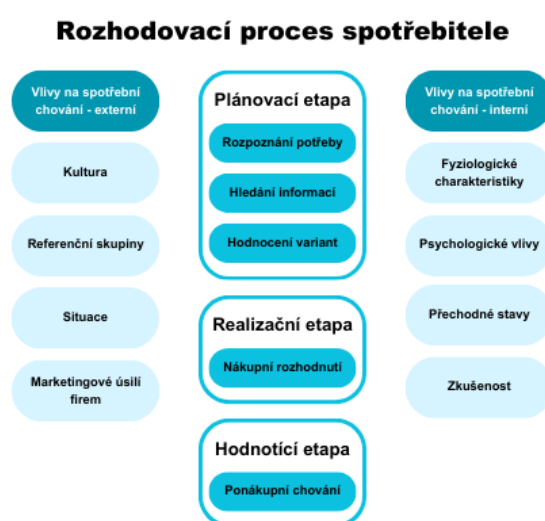 Rozhodovací proces spotřebitele
Vlivy na spotřební
chování - externí
Kultura
Referenční skupiny
Situace
Marketingové úsilí
firem
Plánovací etapa
Rozpoznání potřeby
Hledání informací
Hodnocení variant
Realizační etapa
Nákupní rozhodnutí
Hodnotící etapa
Ponákupní chování
Vlivy na spotřební
chování - interní
Fyziologické
charakteristiky
Psychologické vlivy
Přechodné stavy
Zkušenost